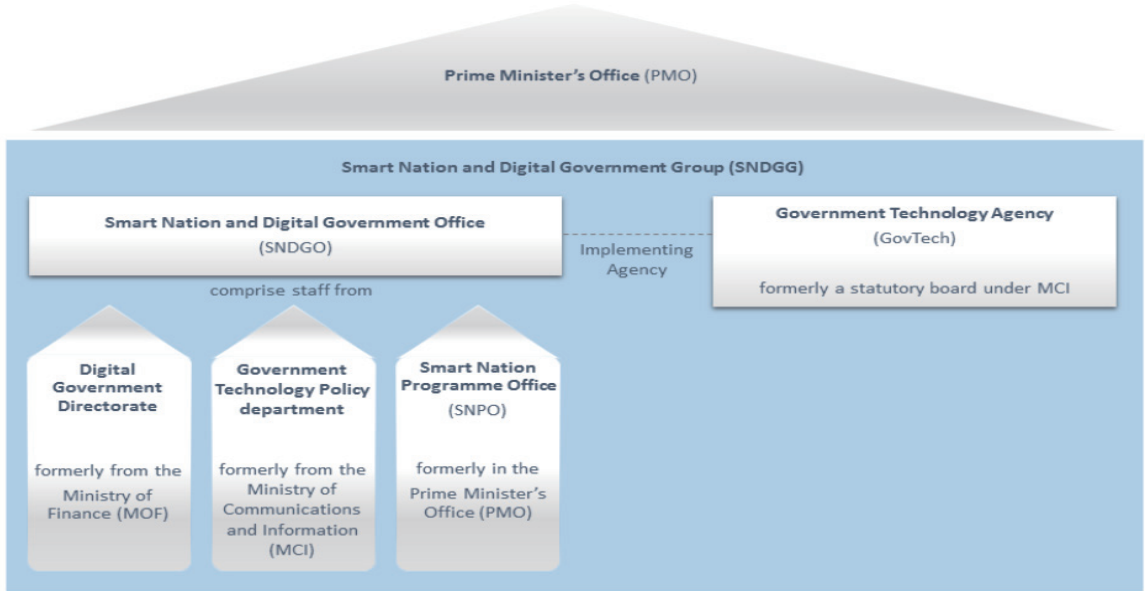 Prime Minister's Office (PMO)
Smart Nation and Digital Government Group (SNDGG)
Smart Nation and Digital Government Office
(SNDGO)
Implementing
Agency
Government Technology Agency
(GovTech)
formerly a statutory board under MCI
comprise staff from
Digital
Government
Directorate
formerly from the
Ministry of
Finance (MOF)
Government
Technology Policy
department
formerly from the
Ministry of
Communications
and Information
(MCI)
Smart Nation
Programme Office
(SNPO)
formerly in the
Prime Minister's
Office (PMO)